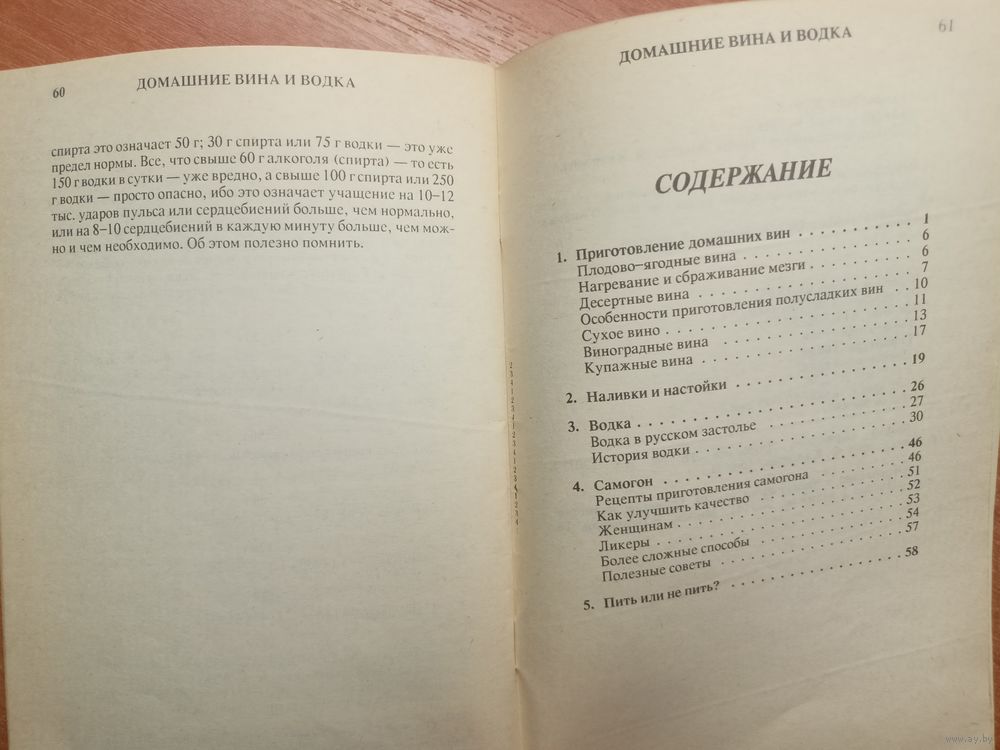 60
ДОМАШНИЕ ВИНА И ВОДКА
спирта это означает 50 г; 30 г спирта или 75 г водки — это уже
предел нормы. Все, что свыше 60 г алкоголя (спирта) — то есть
150 г водки в сутки — уже вредно, а свыше 100 г спирта или 250
г водки — просто опасно, ибо это означает учащение на 10–12
тыс. ударов пульса или сердцебиений больше, чем нормально,
или на 8–10 сердцебиений в каждую минуту больше, чем мож-
но и чем необходимо. Об этом полезно помнить.
ДОМАШНИЕ ВИНА И ВОДКА
61
СОДЕРЖАНИЕ
1. Приготовление домашних вин . . . . . . . . . . 1
Плодово–ягодные вина . . . . . . . . . . . . . 6
Нагревание и сбраживание мезги . . . . . . . . 6
Десертные вина . . . . . . . . . . . . . . . . 7
Особенности приготовления полусладких вин . . 10
Сухое вино . . . . . . . . . . . . . . . . . . 11
Виноградные вина . . . . . . . . . . . . . . . 13
Купажные вина . . . . . . . . . . . . . . . . 17
2. Наливки и настойки . . . . . . . . . . . . . . 19
3. Водка . . . . . . . . . . . . . . . . . . . . 26
Водка в русском застолье . . . . . . . . . . . 27
История водки . . . . . . . . . . . . . . . . 30
4. Самогон . . . . . . . . . . . . . . . . . . . 46
Рецепты приготовления самогона . . . . . . . . 46
Как улучшить качество . . . . . . . . . . . . 51
Женщинам . . . . . . . . . . . . . . . . . . . 52
Ликеры . . . . . . . . . . . . . . . . . . . . 53
Более сложные способы . . . . . . . . . . . . 54
Полезные советы . . . . . . . . . . . . . . . 57
5. Пить или не пить? . . . . . . . . . . . . . . 58
www.ay.by